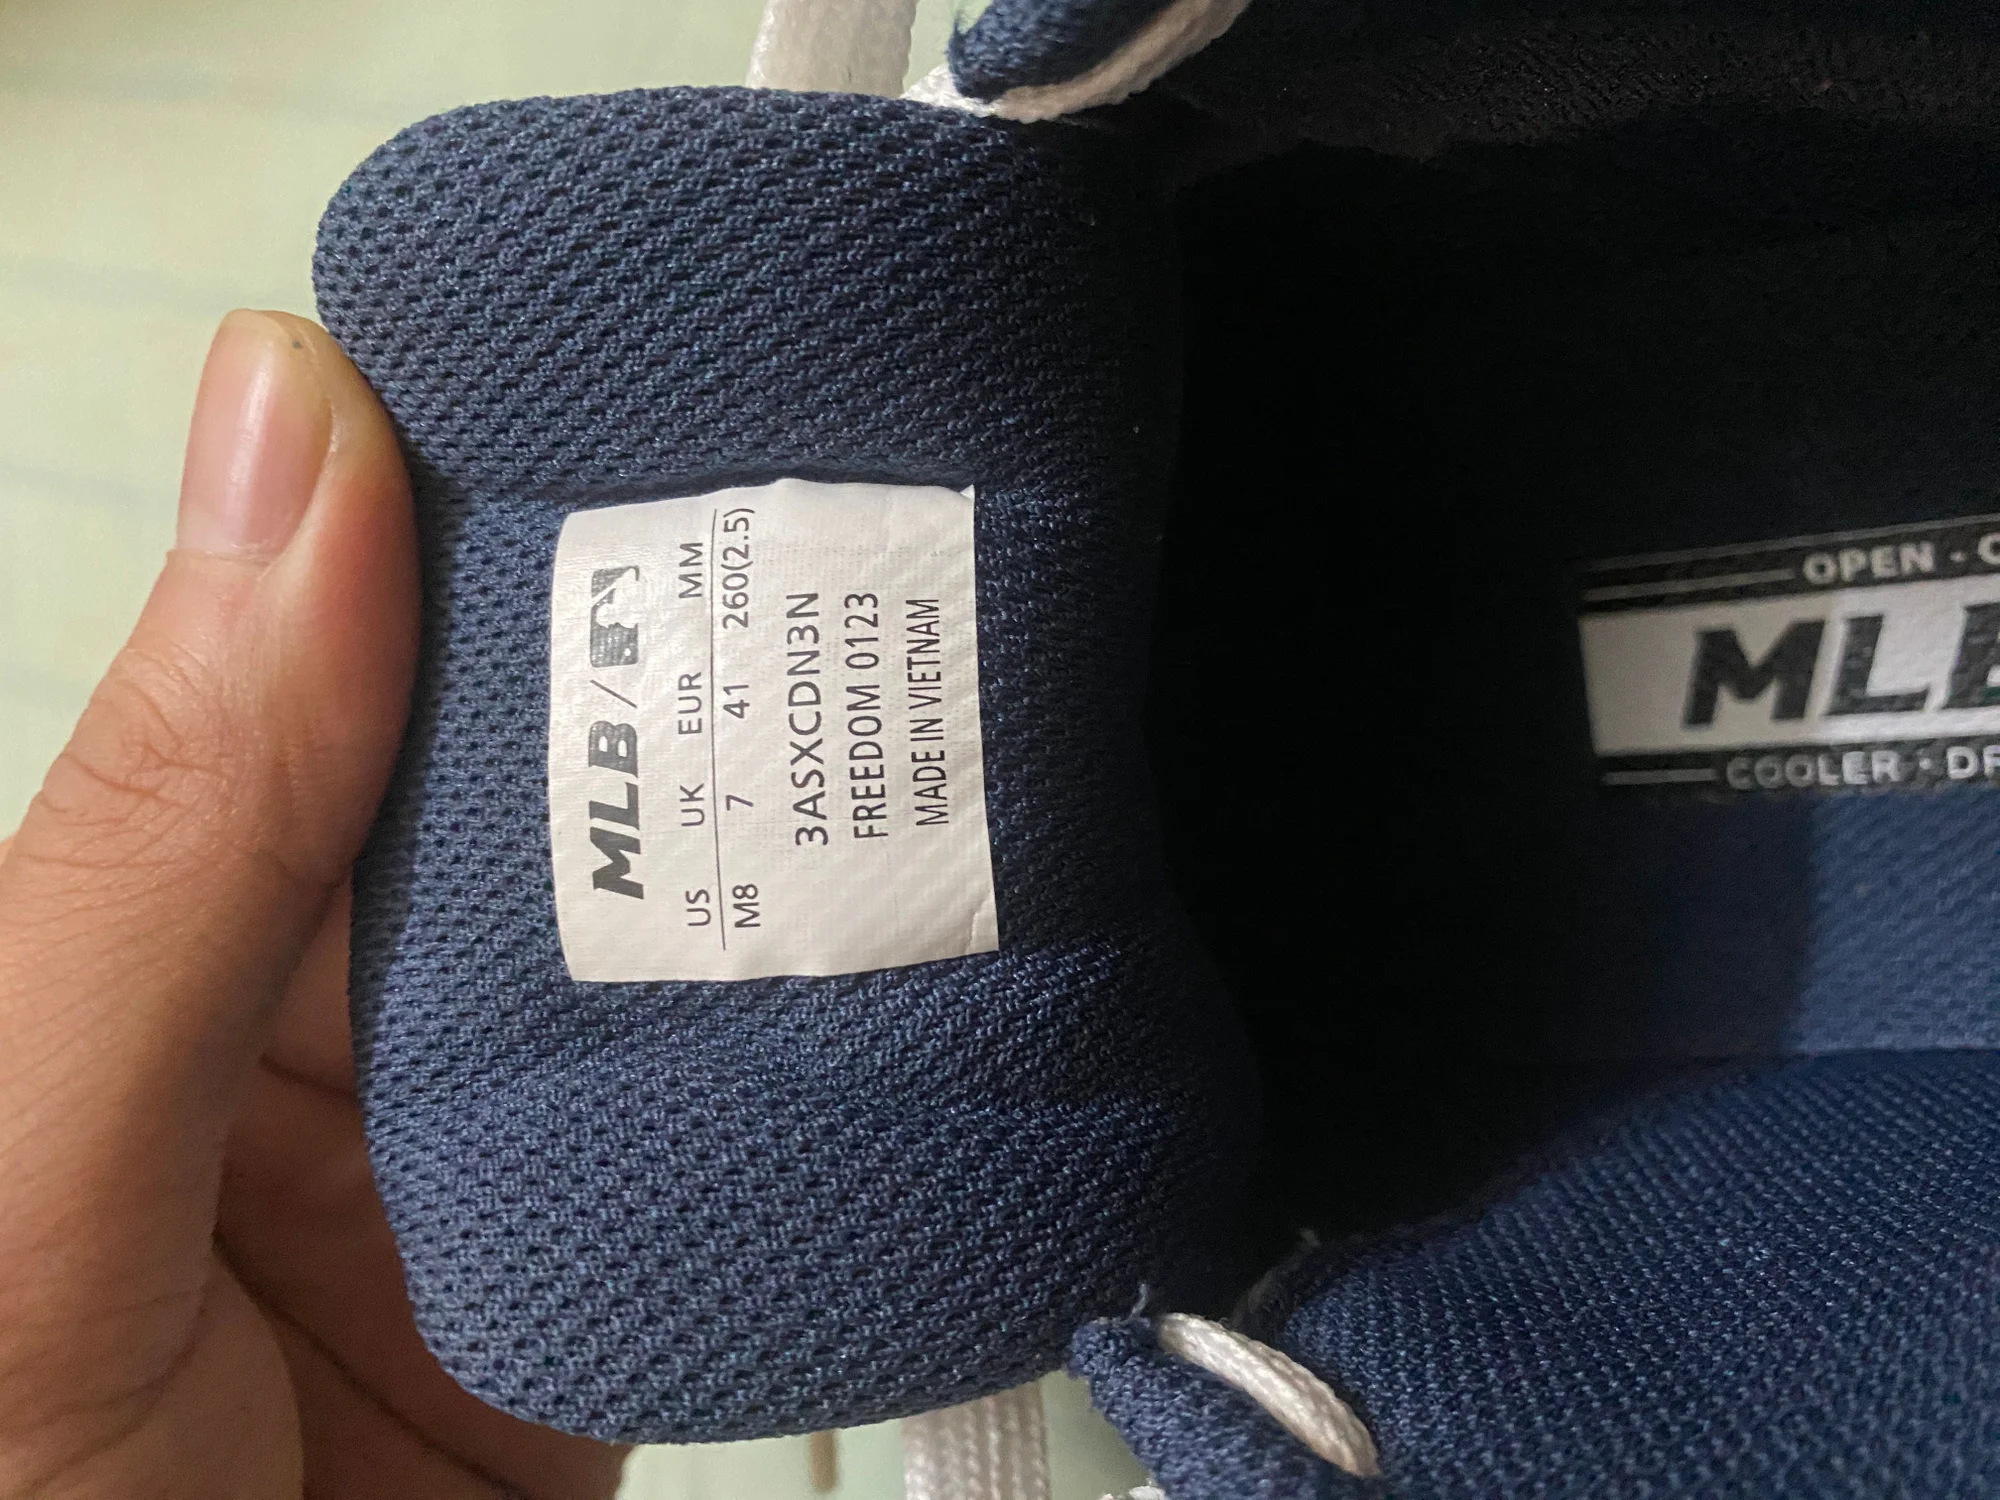 MLB
US UK EUR MM
M8 7 41 260(2.5)
3ASXCDN3N
FREEDOM 0123
MADE IN VIETNAM
OPEN
COOLER